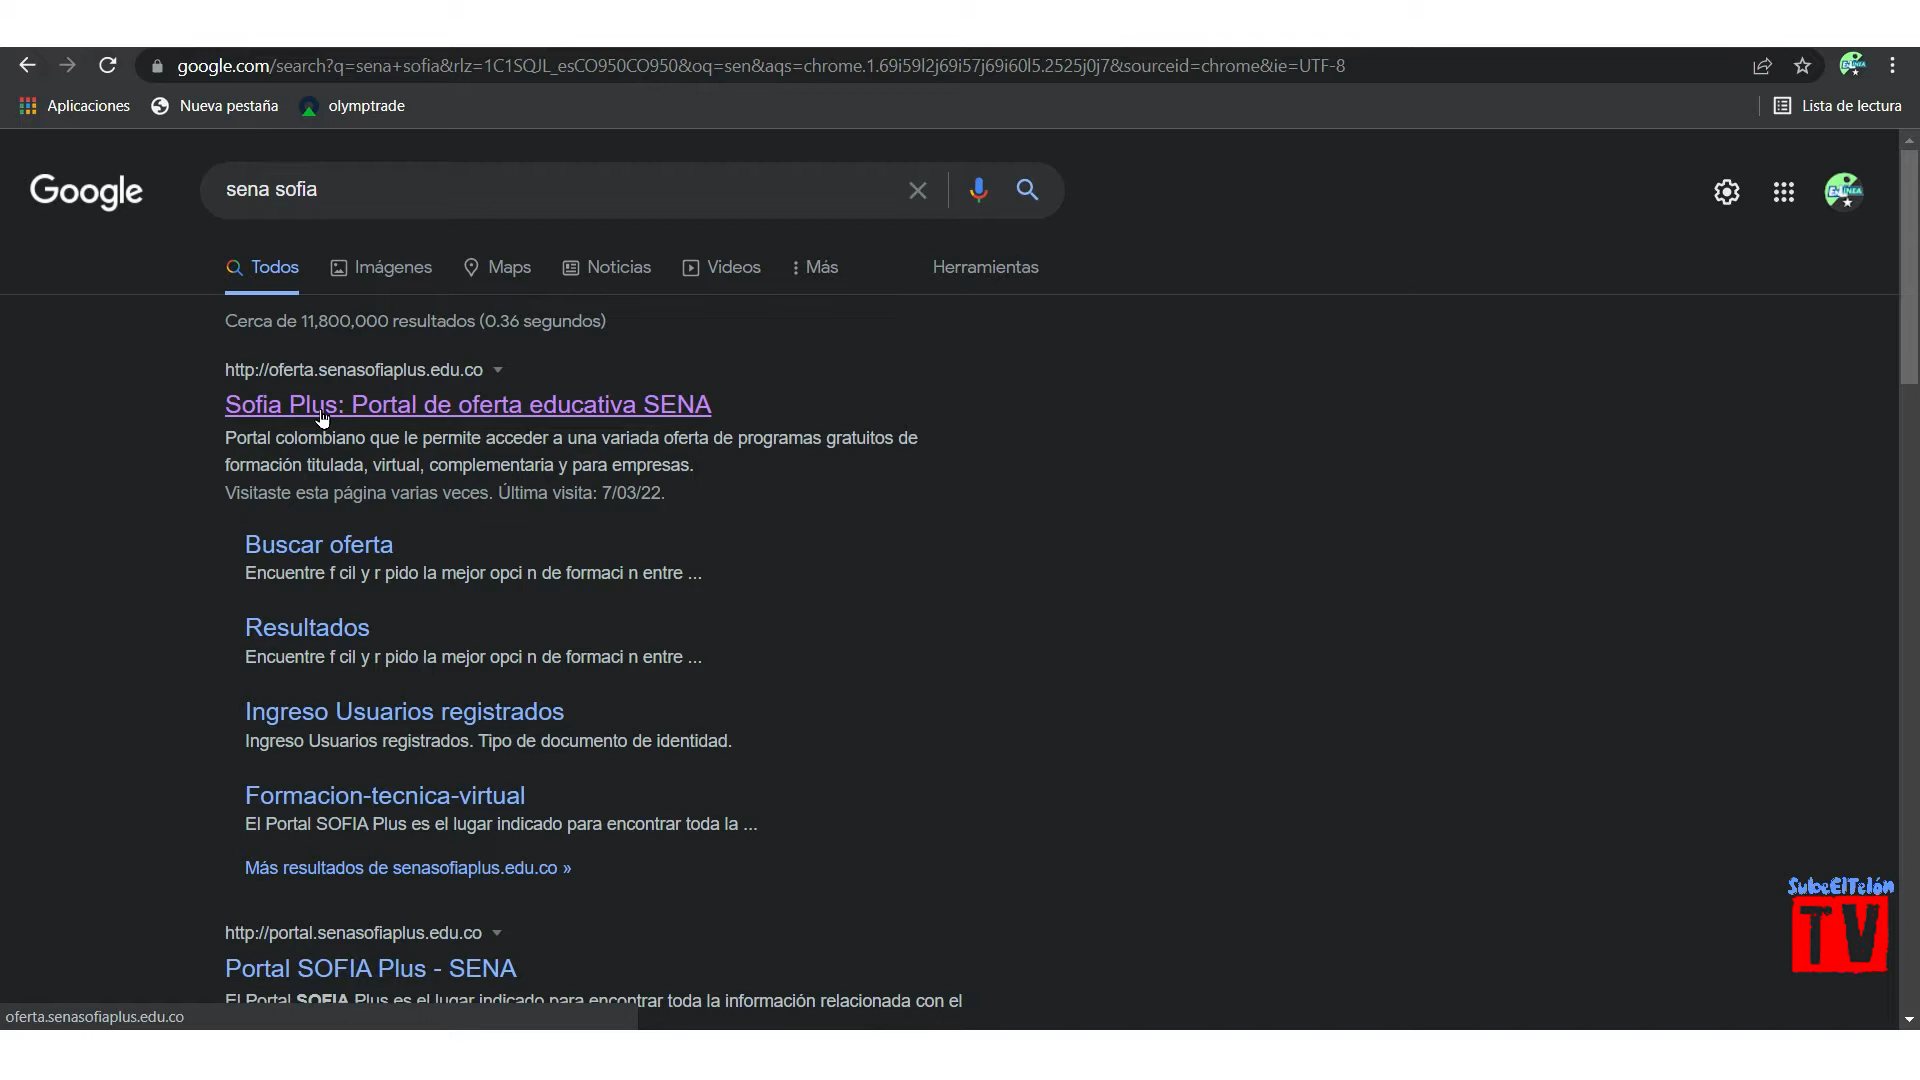 google.com/search?q=sena+sofia&rlz=1C1SQJL_esCO950CO950&oq=sen&aqs=chrome.1.69i59l2j69i57j69i60l5.2525j0j7&sourceid=chrome&ie=UTF-8
Aplicaciones Nueva pestaña olymptrade Lista de lectura
Google sena sofia
Todos Imágenes Maps Noticias Videos Más Herramientas
Cerca de 11,800,000 resultados (0.36 segundos)
http://oferta.senasofiaplus.edu.co
Sofia Plus: Portal de oferta educativa SENA
Portal colombiano que le permite acceder a una variada oferta de programas gratuitos de
formación titulada, virtual, complementaria y para empresas.
Visitaste esta página varias veces. Última visita: 7/03/22.
Buscar oferta
Encuentre f cil y r pido la mejor opci n de formaci n entre ...
Resultados
Encuentre f cil y r pido la mejor opci n de formaci n entre ...
Ingreso Usuarios registrados
Ingreso Usuarios registrados. Tipo de documento de identidad.
Formacion-tecnica-virtual
El Portal SOFIA Plus es el lugar indicado para encontrar toda la ...
Más resultados de senasofiaplus.edu.co »
SubeElTelón
TV
http://portal.senasofiaplus.edu.co
Portal SOFIA Plus - SENA
El Portal SOFIA Plus es el lugar indicado para encontrar toda la información relacionada con el
oferta.senasofiaplus.edu.co